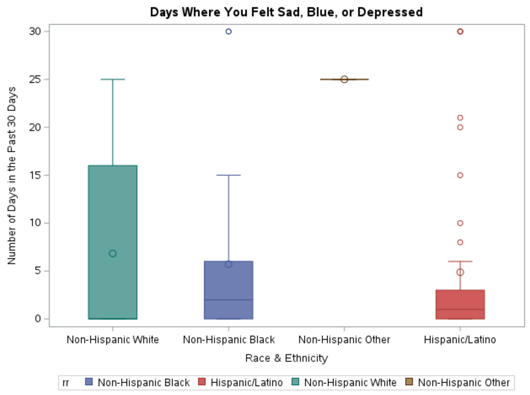 Days Where You Felt Sad, Blue, or Depressed
Number of Days in the Past 30 Days
30
25
20
15
10
5
0
Non-Hispanic White Non-Hispanic Black Non-Hispanic Other Hispanic/Latino
Race & Ethnicity
rr Non-Hispanic Black Hispanic/Latino Non-Hispanic White Non-Hispanic Other